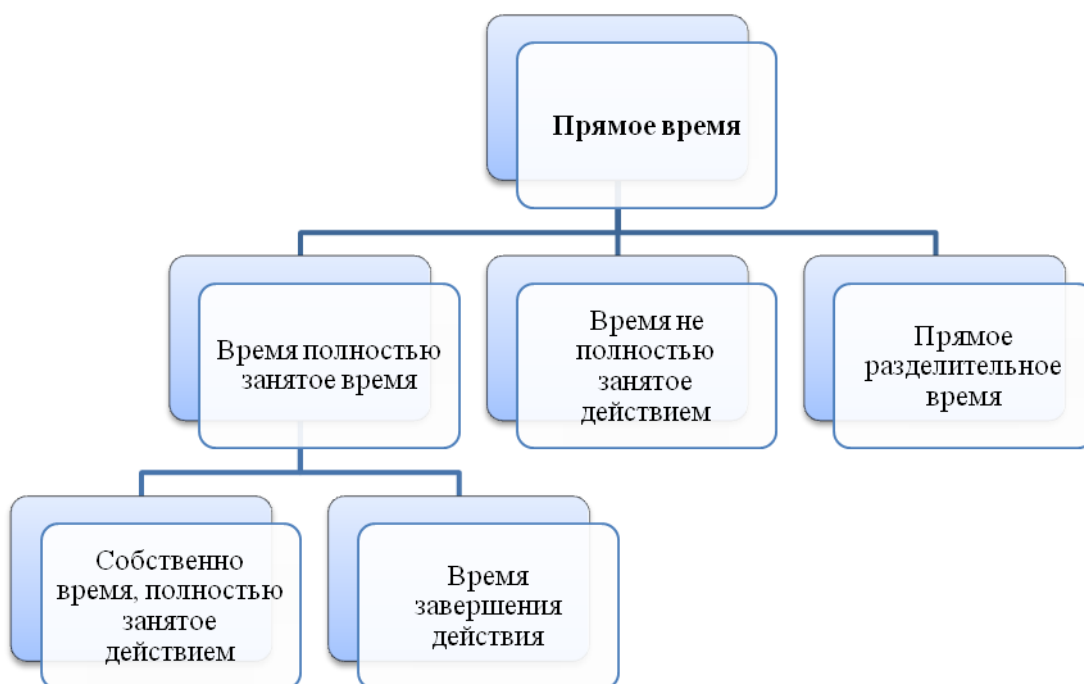 Прямое время
Время полностью
занятое время
Время не
полностью
занятое
действием
Прямое
разделительное
время
Собственно
время, полностью
занятое
действием
Время
завершения
действия